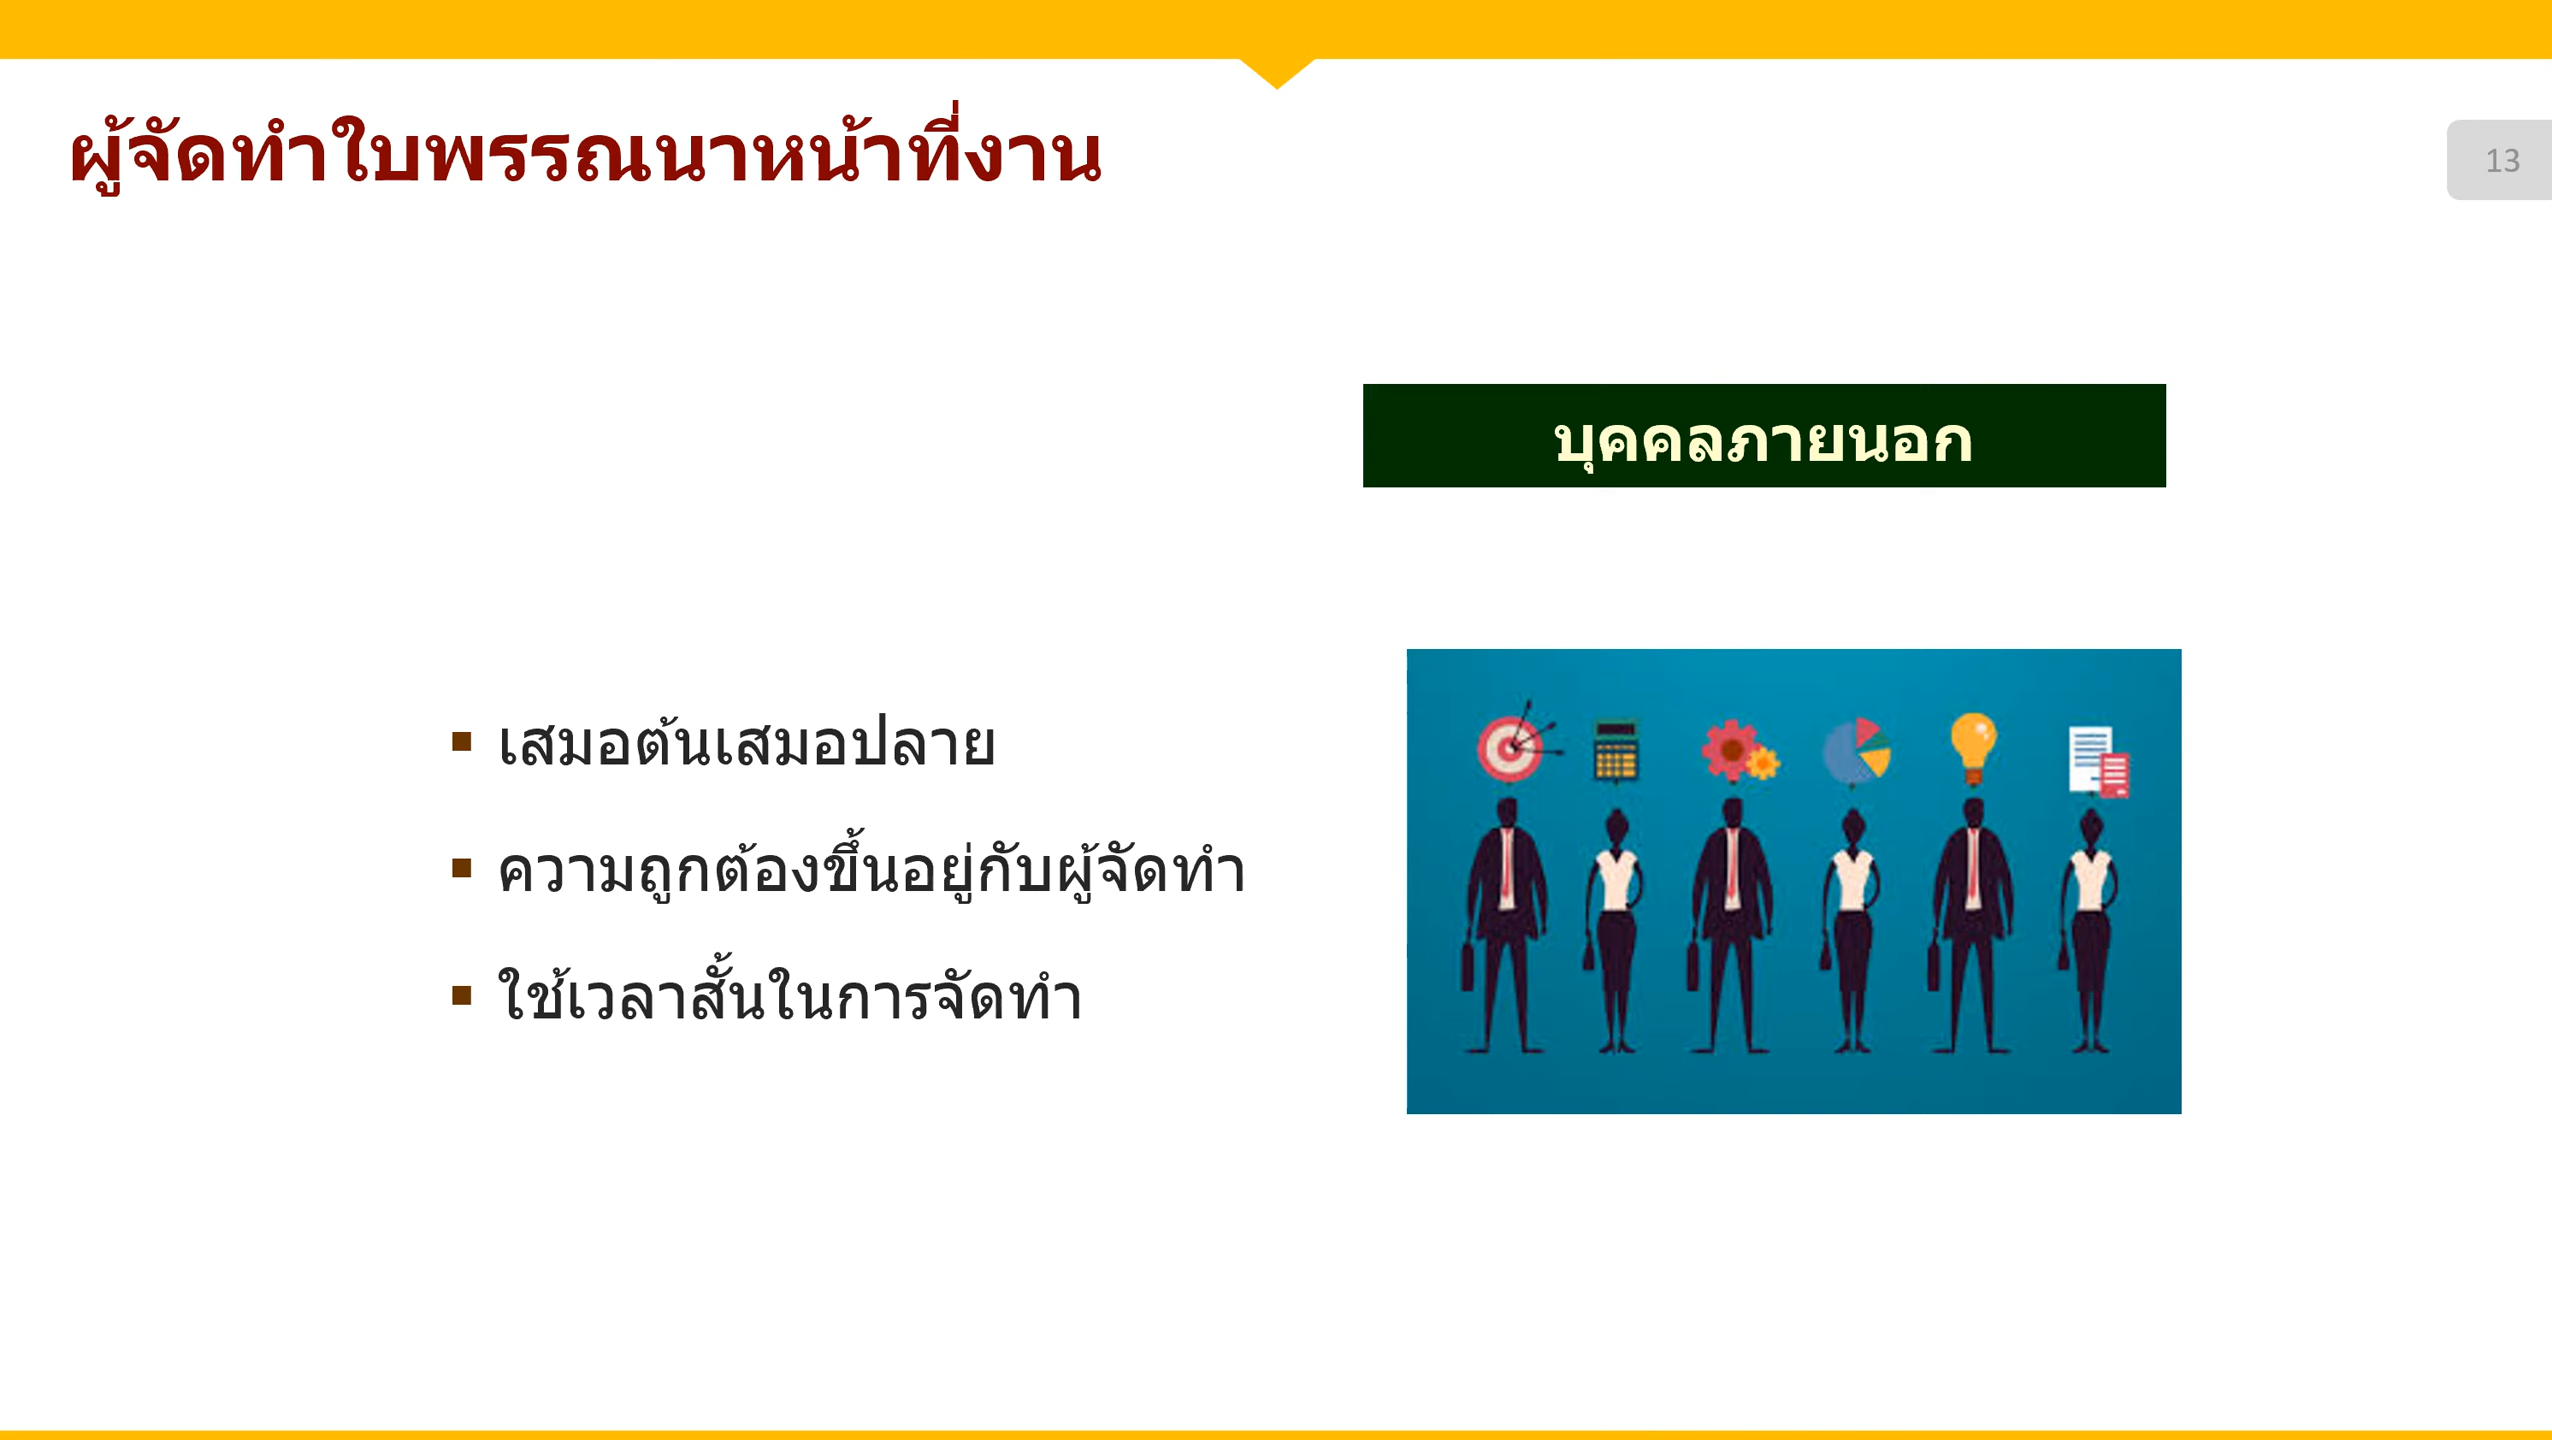 ผู้จัดทำใบพรรณนาหน้าที่งาน
13
บุคคลภายนอก
▪ เสมอต้นเสมอปลาย
▪ ความถูกต้องขึ้นอยู่กับผู้จัดทำ
▪ ใช้เวลาสั้นในการจัดทำ